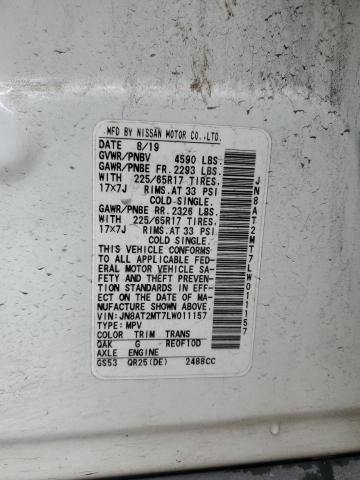 MFD BY NISSAN MOTOR CO.,LTD.
DATE 8/19
GVWR/PNBV 4590 LBS.
GAWR/PNBE FR. 2293 LBS.
WITH 225/65R17 TIRES,
17x7J RIMS.AT 33 PSI
COLD SINGLE.
GAWR/PNBE RR. 2326 LBS.
WITH 225/65R17 TIRES,
17x7J RIMS.AT 33 PSI
COLD SINGLE.
THIS VEHICLE CONFORMS
TO ALL APPLICABLE FED-
ERAL MOTOR VEHICLE SA-
FETY AND THEFT PREVEN-
TION STANDARDS IN EFF-
ECT ON THE DATE OF MA-
NUFACTURE SHOWN ABOVE.
VIN:JN8AT2MT7LW011157
TYPE:MPV
COLOR TRIM TRANS
QAK G RE0F10D
AXLE ENGINE
GS53 QR25(DE) 2488CC
JN8AT2MT7LW011157